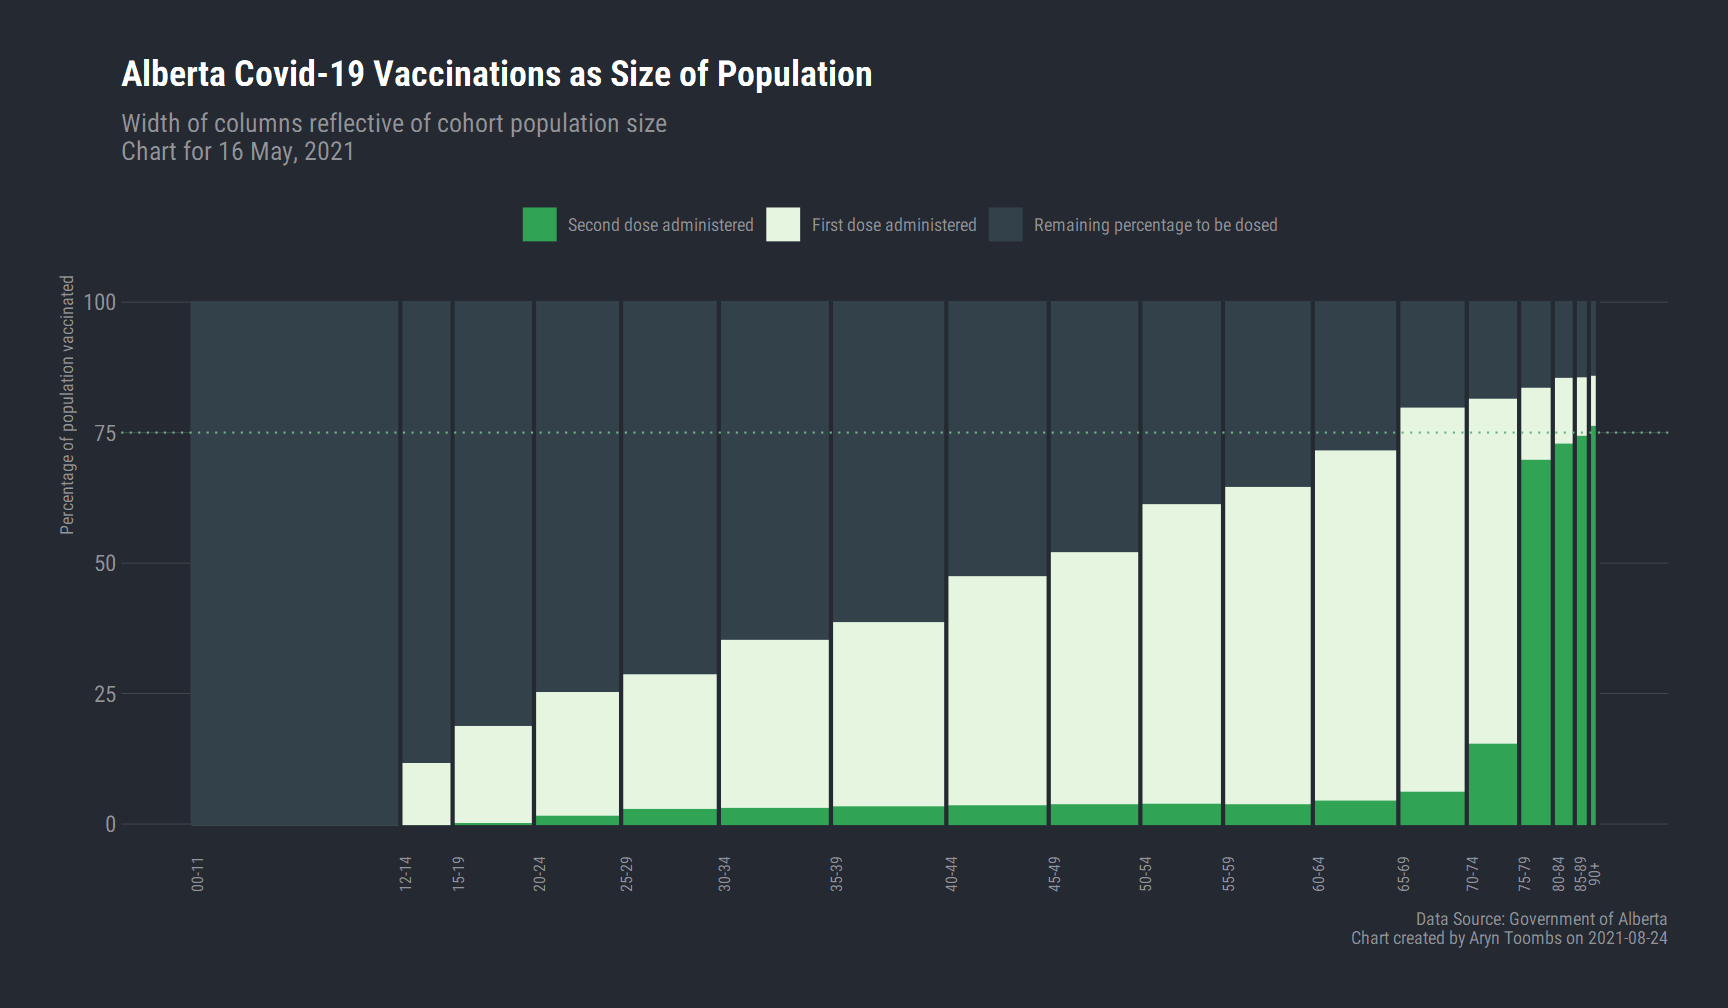 Alberta Covid-19 Vaccinations as Size of Population
Width of columns reflective of cohort population size
Chart for 16 May, 2021
Second dose administered
First dose administered
Remaining percentage to be dosed
Percentage of population vaccinated
100
75
50
25
0
00-11
12-14
15-19
20-24
25-29
30-34
35-39
40-44
45-49
50-54
55-59
60-64
65-69
70-74
75-79
80-84
85-89
90+
Data Source: Government of Alberta
Chart created by Aryn Toombs on 2021-08-24